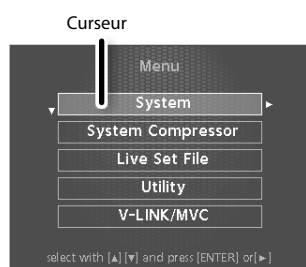 Curseur
Menu
System
System Compressor
Live Set File
Utility
V-LINK/MVC
select with [▲] [▼] and press [ENTER] or[►]